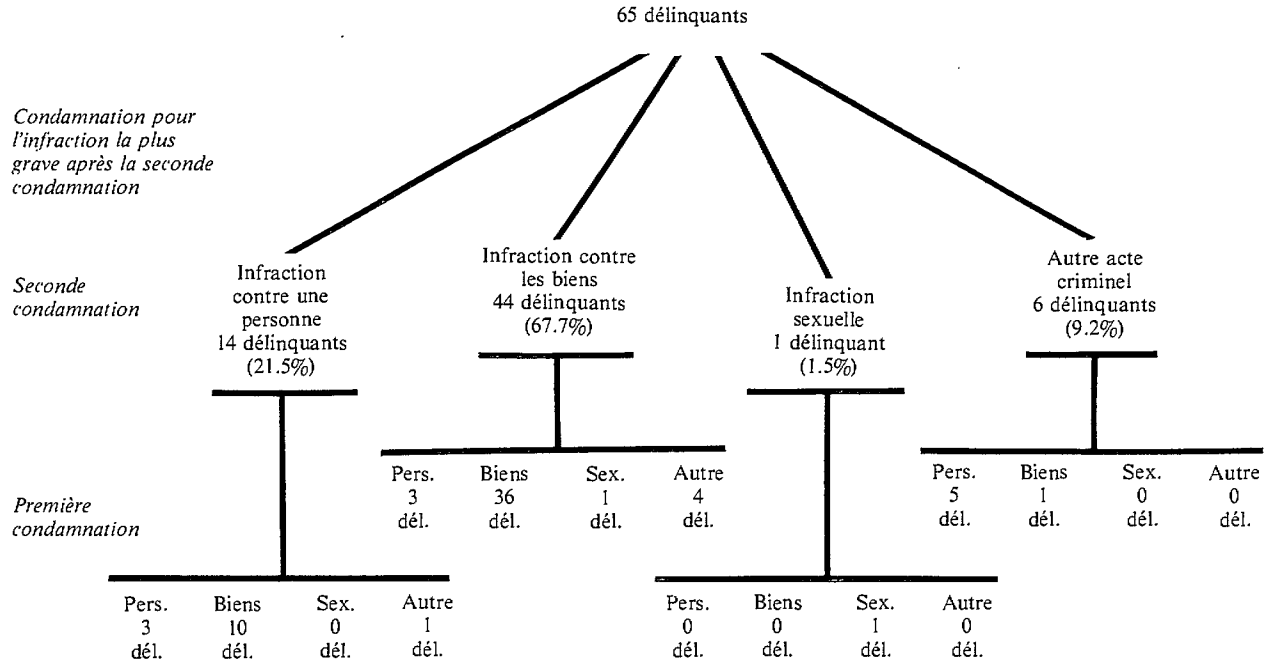 65 délinquants
Condamnation pour
l'infraction la plus
grave après la seconde
condamnation
Seconde
condamnation
Infraction
contre une
personne
14 délinquants
(21.5%)
Infraction contre
les biens
44 délinquants
(67.7%)
Infraction
sexuelle
1 délinquant
(1.5%)
Autre acte
criminel
6 délinquants
(9.2%)
Première
condamnation
Pers. Biens Sex. Autre
3 10 0 1
dél. dél. dél. dél.
Pers. Biens Sex. Autre
3 36 1 4
dél. dél. dél. dél.
Pers. Biens Sex. Autre
0 0 1 0
dél. dél. dél. dél.
Pers. Biens Sex. Autre
5 1 0 0
dél. dél. dél. dél.